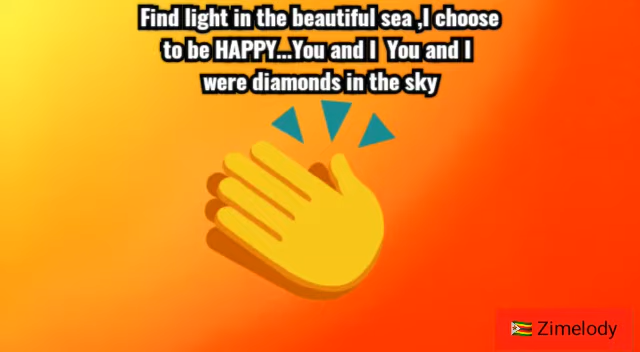 Find light in the beautiful sea ,I choose
to be HAPPY...You and I  You and I
were diamonds in the sky
Zimelody